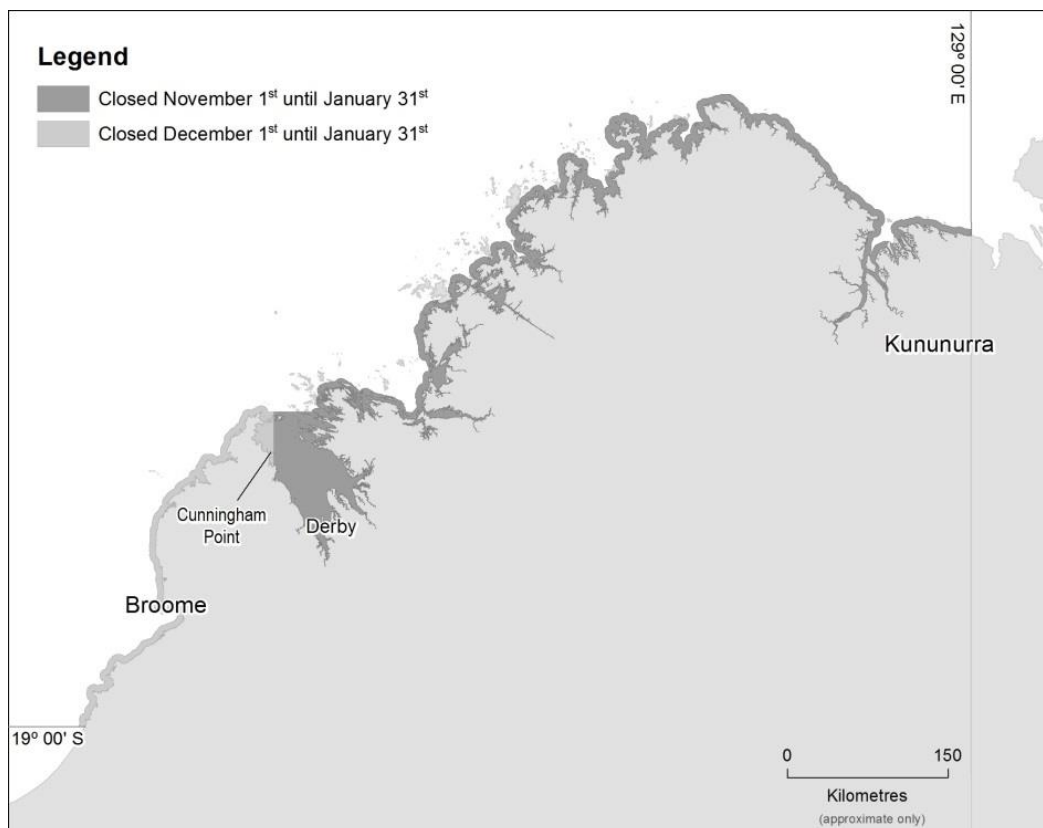 Legend
Closed November 1st until January 31st
Closed December 1st until January 31st
129° 00' E
Kununurra
Cunningham
Point
Derby
Broome
19° 00' S
0 150
Kilometres
(approximate only)